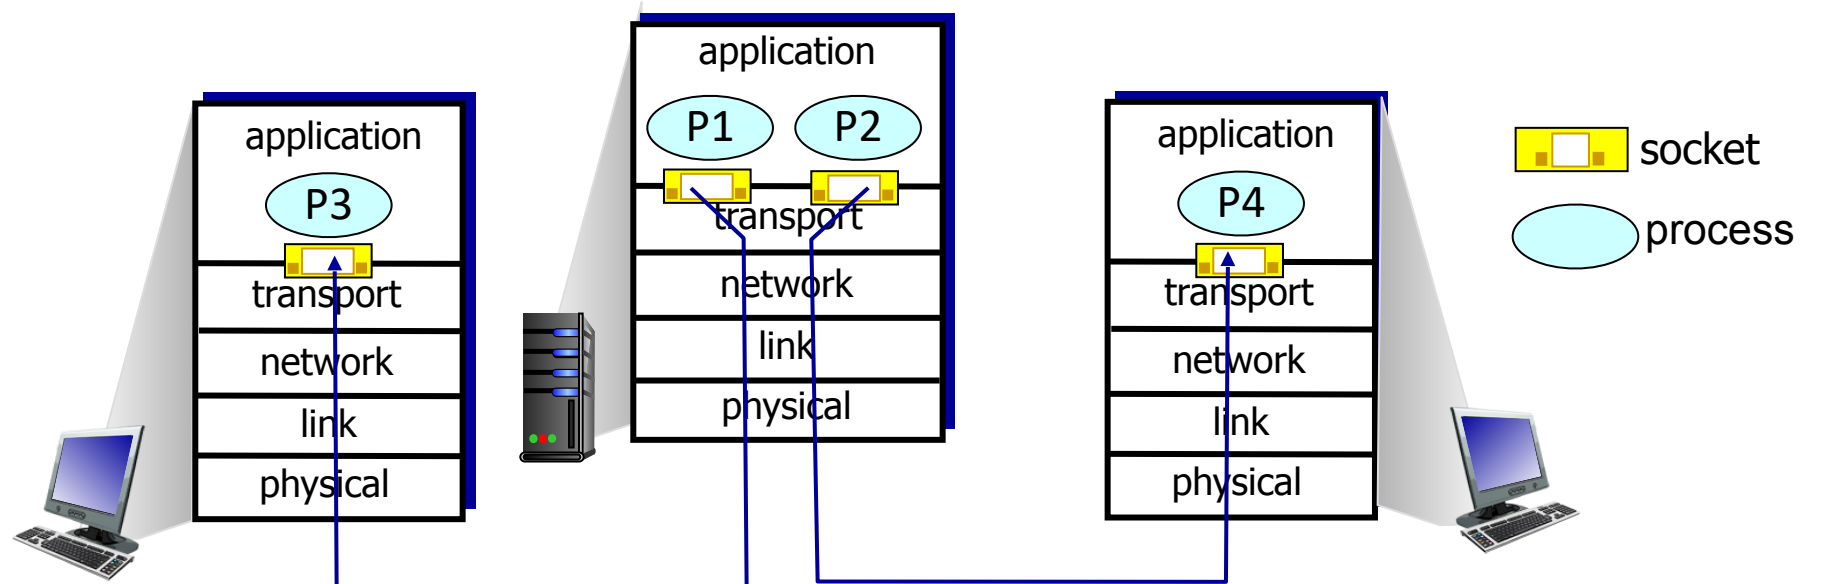 application
P3
transport
network
link
physical
application
P1
P2
transport
network
link
physical
application
P4
transport
network
link
physical
socket
process